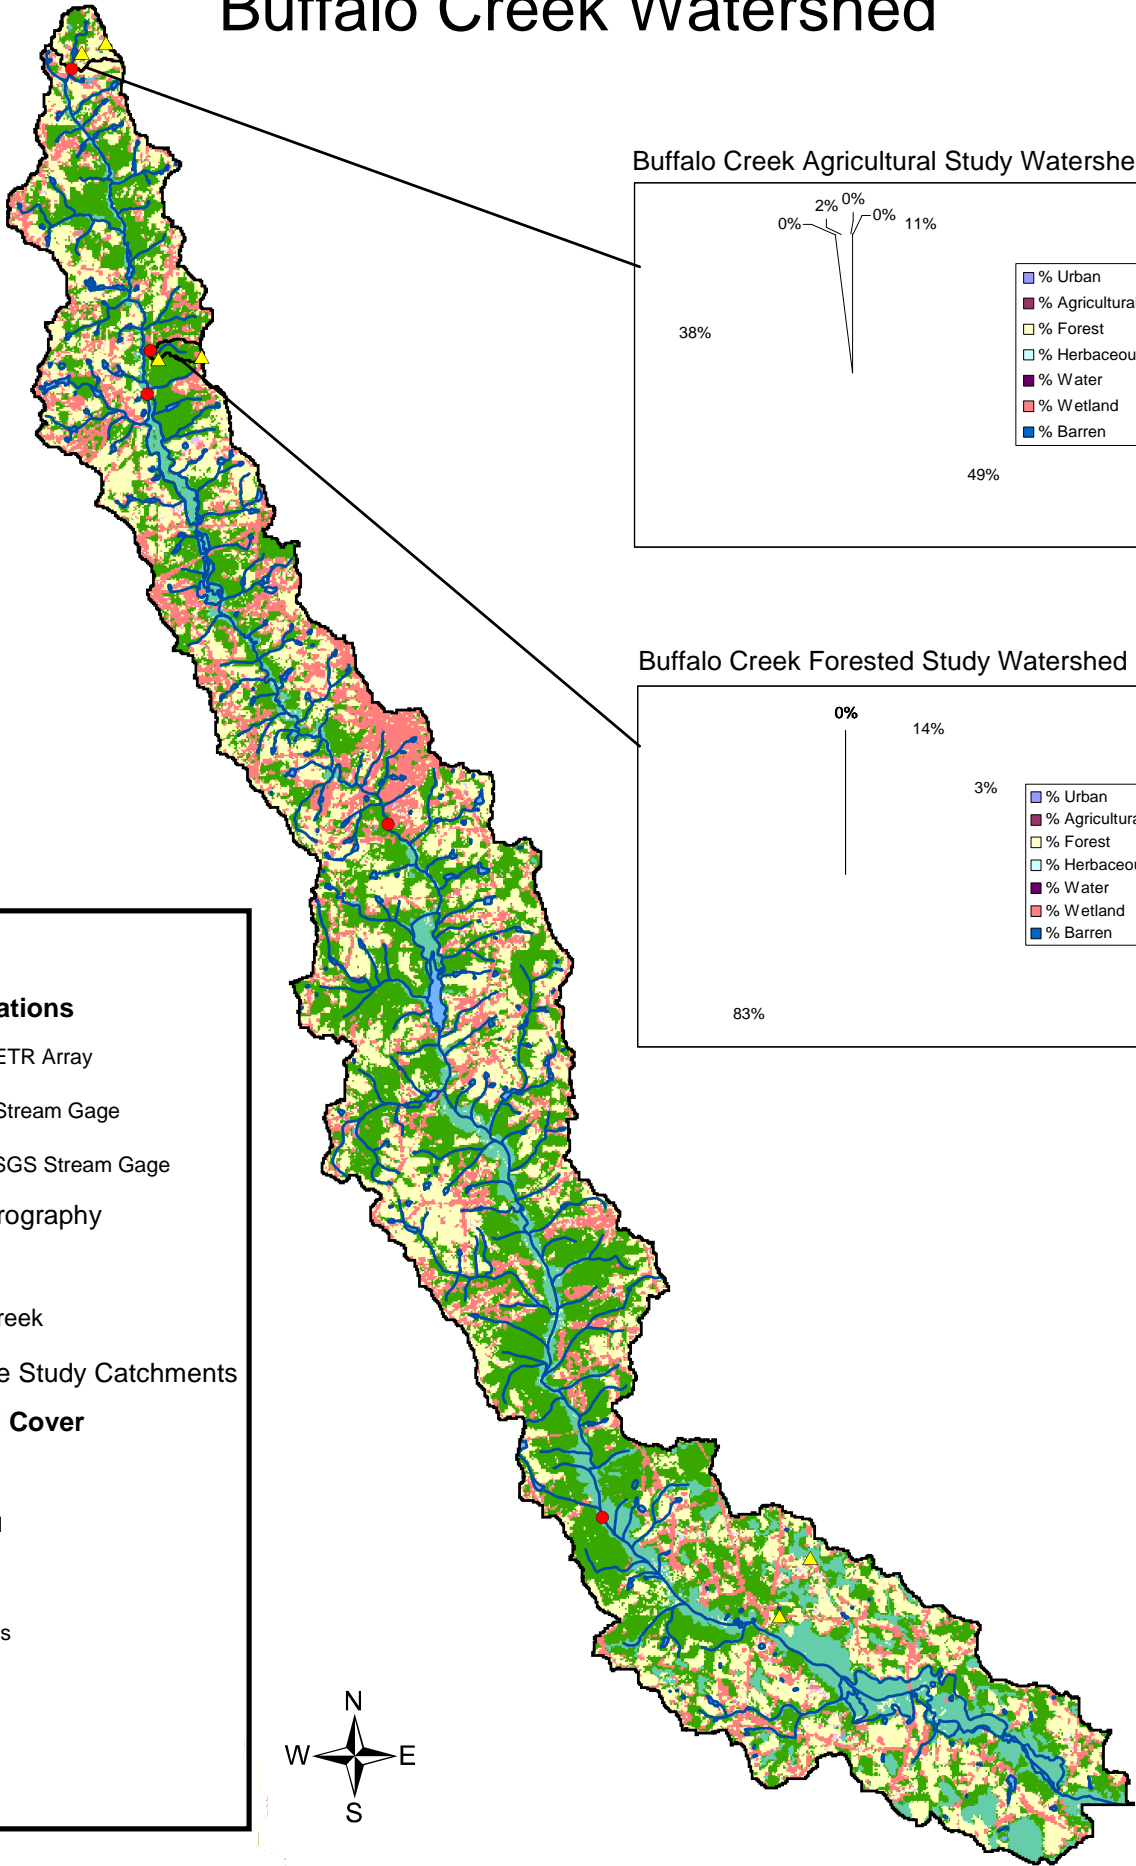 Buffalo Creek Watershed
Buffalo Creek Agricultural Study Watershe
0%
2%
0%
0%
11%
38%
49%
% Urban
% Agricultural
% Forest
% Herbaceou
% Water
% Wetland
% Barren
Buffalo Creek Forested Study Watershed
0%
14%
3%
83%
% Urban
% Agricultura
% Forest
% Herbaceou
% Water
% Wetland
% Barren
ations
ETR Array
Stream Gage
SGS Stream Gage
rography
reek
e Study Catchments
Cover
s
N
W E
S